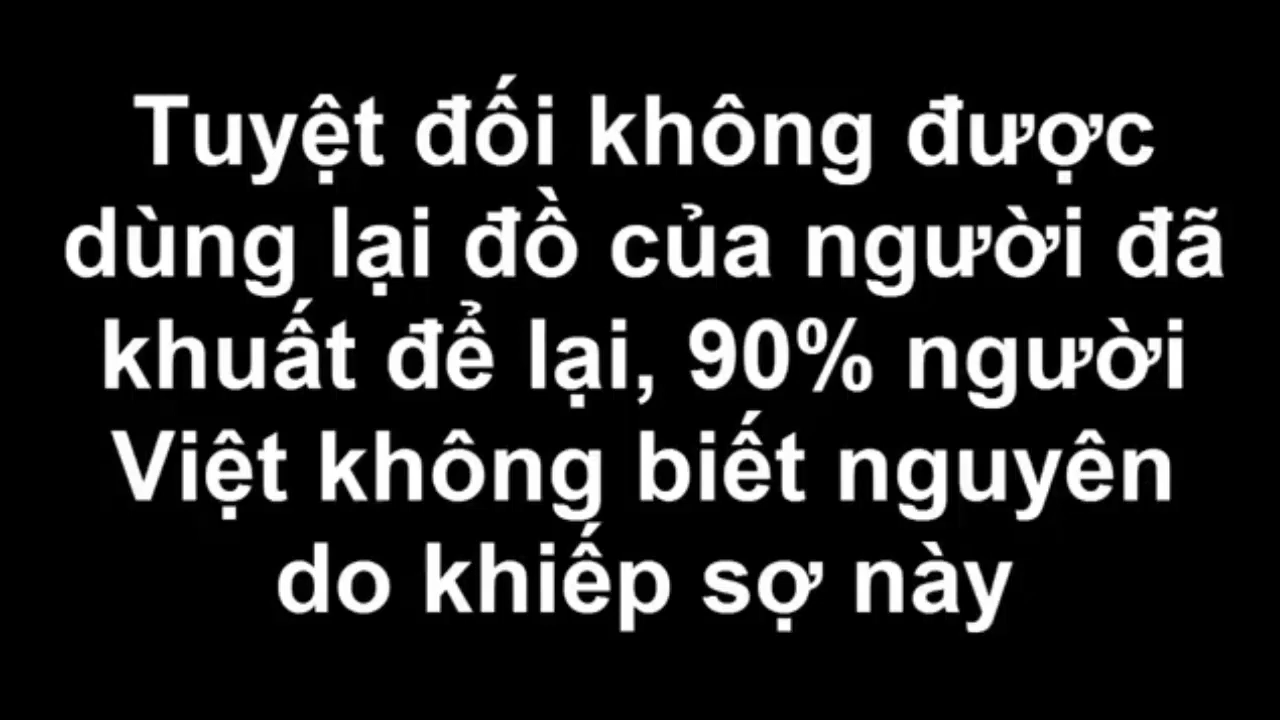 Tuyệt đối không được
dùng lại đồ của người đã
khuất để lại, 90% người
Việt không biết nguyên
do khiếp sợ này